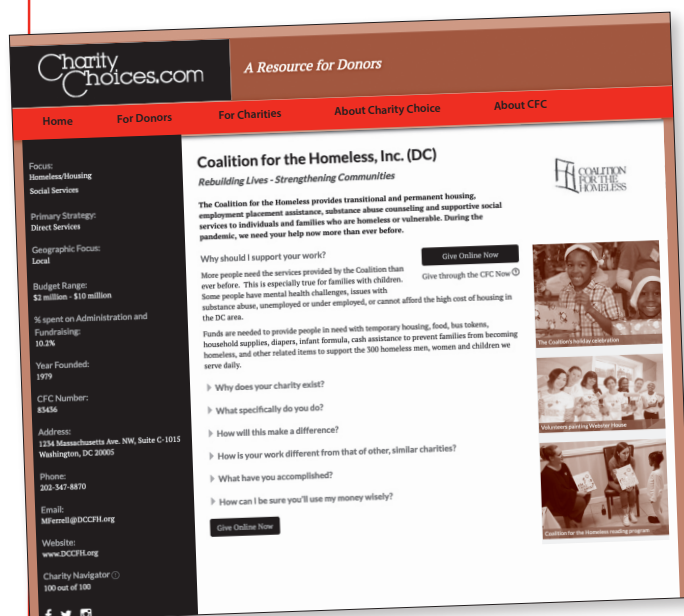 Charity
Choices.com
A Resource for Donors
Home
For Donors
For Charities
About Charity Choice
About CFC
Focus:
Homeless/Housing
Social Services
Primary Strategy:
Direct Services
Geographic Focus:
Local
Budget Range:
$2 million - $10 million
% spent on Administration and
Fundraising:
10.2%
Year Founded:
1979
CFC Number:
83436
Address:
1234 Massachusetts Ave. NW, Suite C-1015
Washington, DC 20005
Phone:
202-347-8870
Email:
MFerrell@DCCFH.org
Website:
www.DCCFH.org
Charity Navigator ?
100 out of 100
Coalition for the Homeless, Inc. (DC)
Rebuilding Lives - Strengthening Communities
The Coalition for the Homeless provides transitional and permanent housing,
employment placement assistance, substance abuse counseling and supportive social
services to individuals and families who are homeless or vulnerable. During the
pandemic, we need your help now more than ever before.
Why should I support your work?
Give Online Now
Give through the CFC Now ?
More people need the services provided by the Coalition than
ever before. This is especially true for families with children.
Some people have mental health challenges, issues with
substance abuse, unemployed or under employed, or cannot afford the high cost of housing in
the DC area.
Funds are needed to provide people in need with temporary housing, food, bus tokens,
household supplies, diapers, infant formula, cash assistance to prevent families from becoming
homeless, and other related items to support the 500 homeless men, women and children we
serve daily.
Why does your charity exist?
What specifically do you do?
How will this make a difference?
How is your work different from that of other, similar charities?
What have you accomplished?
How can I be sure you'll use my money wisely?
Give Online Now
COALITION
FOR THE
HOMELESS
The Coalition's holiday celebration
Volunteers painting Webster House
Coalition for the Homeless reading program